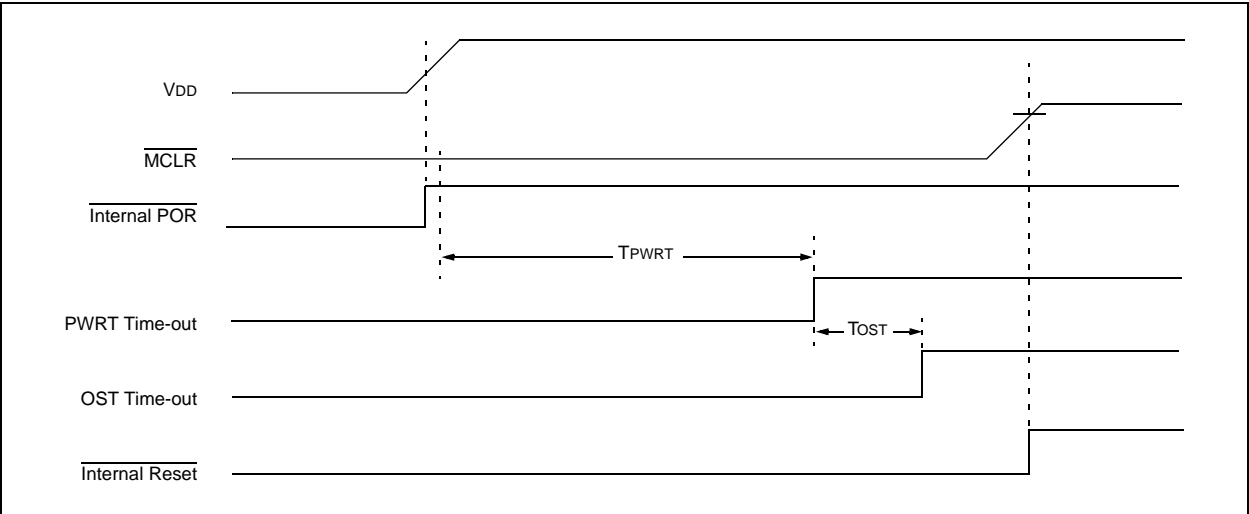 VDD
MCLR
Internal POR
TPWRT
PWRT Time-out
TOST
OST Time-out
Internal Reset